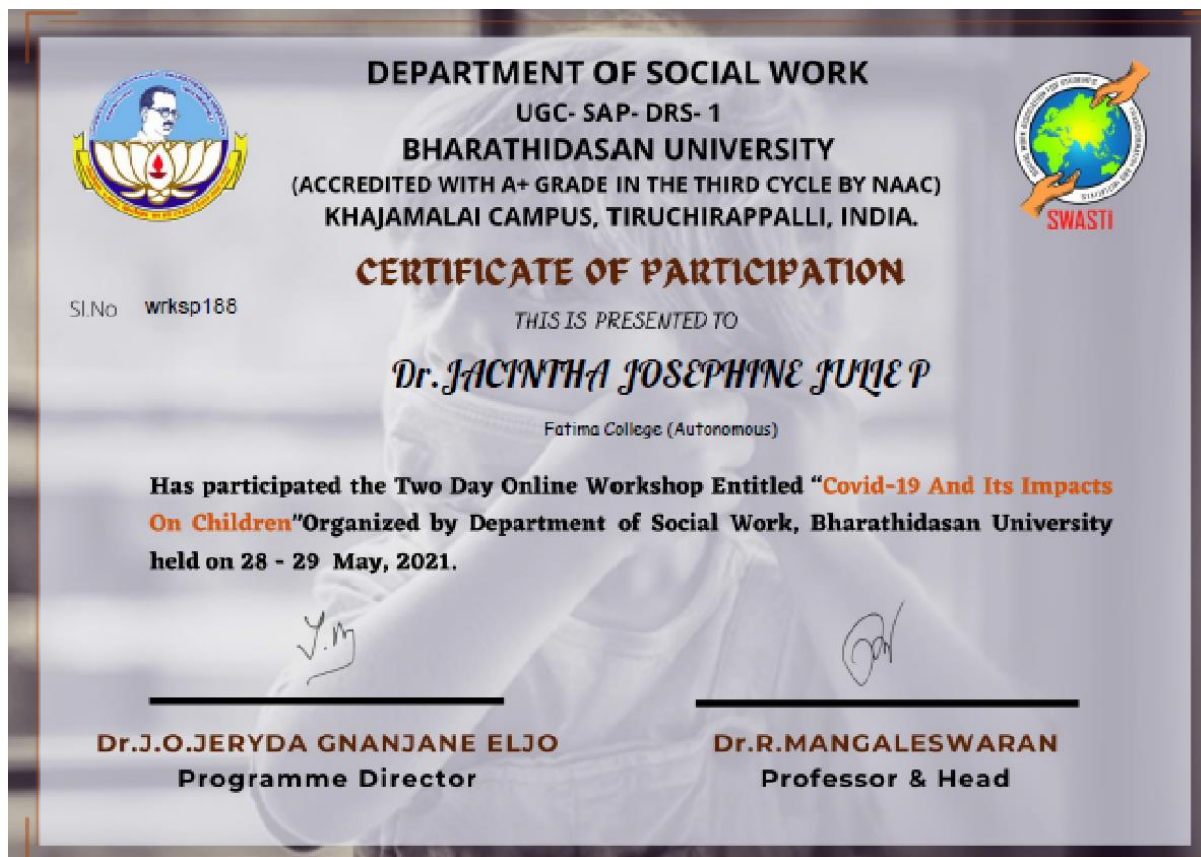 DEPARTMENT OF SOCIAL WORK
UGC- SAP- DRS- 1
BHARATHIDASAN UNIVERSITY
(ACCREDITED WITH A+ GRADE IN THE THIRD CYCLE BY NAAC)
KHAJAMALAI CAMPUS, TIRUCHIRAPPALLI, INDIA.
SWASTI
CERTIFICATE OF PARTICIPATION
Sl.No wrksp188
THIS IS PRESENTED TO
Dr. JACINTHA JOSEPHINE JULIE P
Fatima College (Autonomous)
Has participated the Two Day Online Workshop Entitled “Covid-19 And Its Impacts
On Children”Organized by Department of Social Work, Bharathidasan University
held on 28 - 29 May, 2021.
Dr.J.O.JERYDA GNANJANE ELJO
Programme Director
Dr.R.MANGALESWARAN
Professor & Head